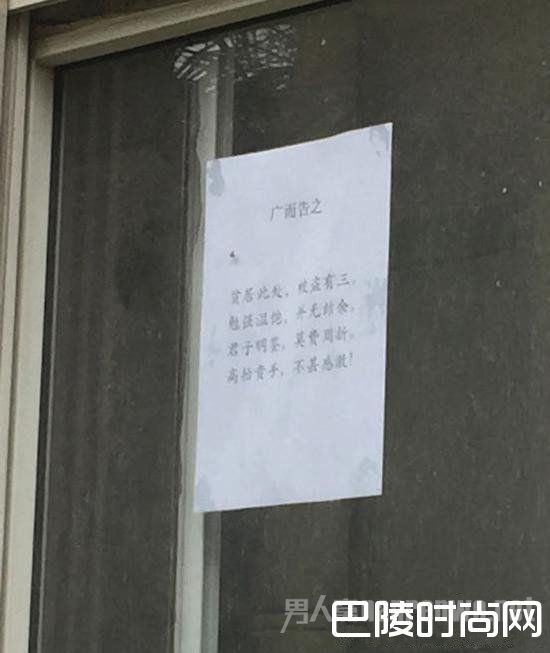 广而告之
贫居此处，被盗有三，
勉强温饱，并无结余，
君子明鉴，莫费周折，
高抬贵手，不甚感激！
男人
巴陵时尚网